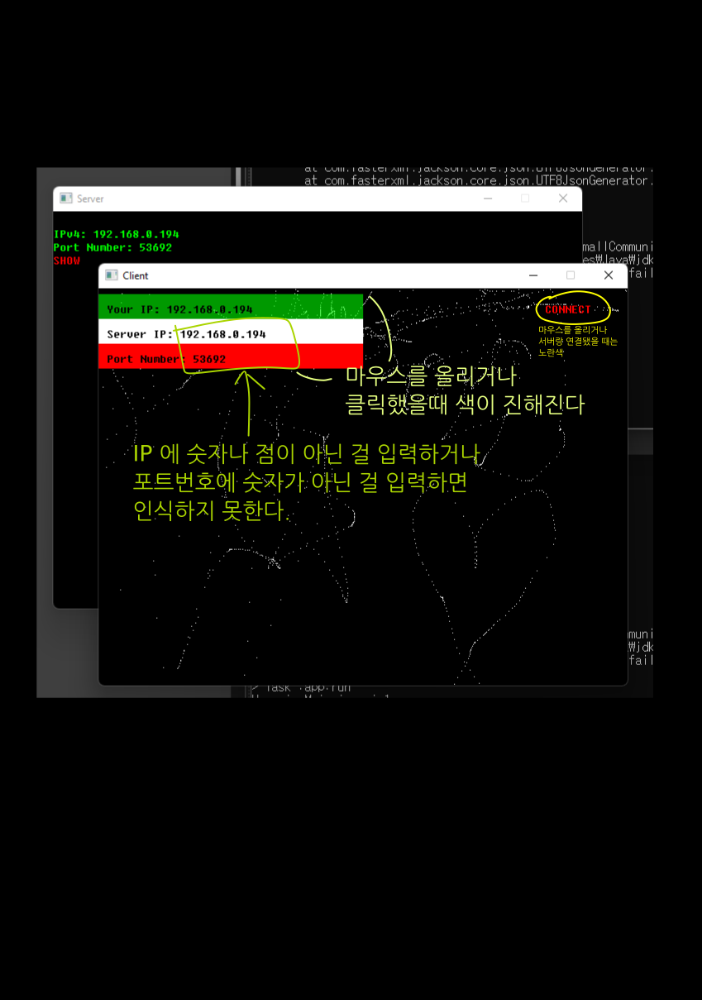 at com.fasterxml.jackson.core.json.UTF8JsonGenerator.
at com.fasterxml.jackson.core.json.UTF8JsonGenerator.
Server
IPv4: 192.168.0.194
Port Number: 53692
SHOW
mallCommuni
es₩Java₩jdk
fail
Client
Your IP: 192.168.0.194
CONNECT
Server IP: 192.168.0.194
Port Number: 53692
마우스를 올리거나
서버랑 연결됐을 때는
노란색
마우스를 올리거나
클릭했을때 색이 진해진다
IP 에 숫자나 점이 아닌 걸 입력하거나
포트번호에 숫자가 아닌 걸 입력하면
인식하지 못한다.
muni
₩jdk
fail
> Task :app:run